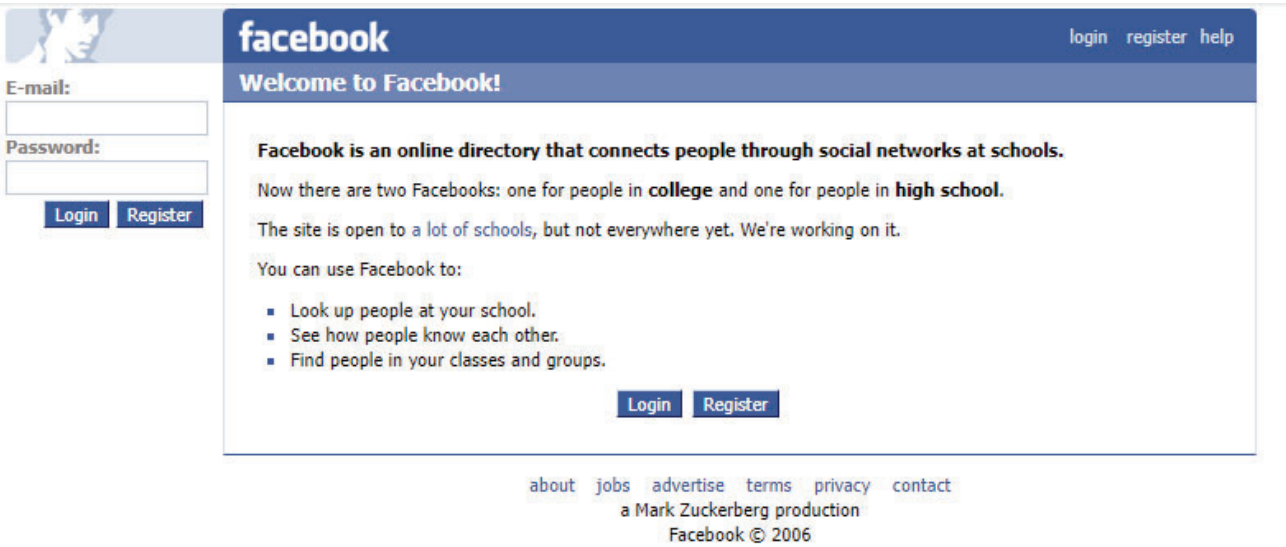 facebook
login register help
Welcome to Facebook!
E-mail:
Password:
Login Register
Facebook is an online directory that connects people through social networks at schools.
Now there are two Facebooks: one for people in college and one for people in high school.
The site is open to a lot of schools, but not everywhere yet. We're working on it.
You can use Facebook to:
Look up people at your school.
See how people know each other.
Find people in your classes and groups.
Login Register
about jobs advertise terms privacy contact
a Mark Zuckerberg production
Facebook © 2006